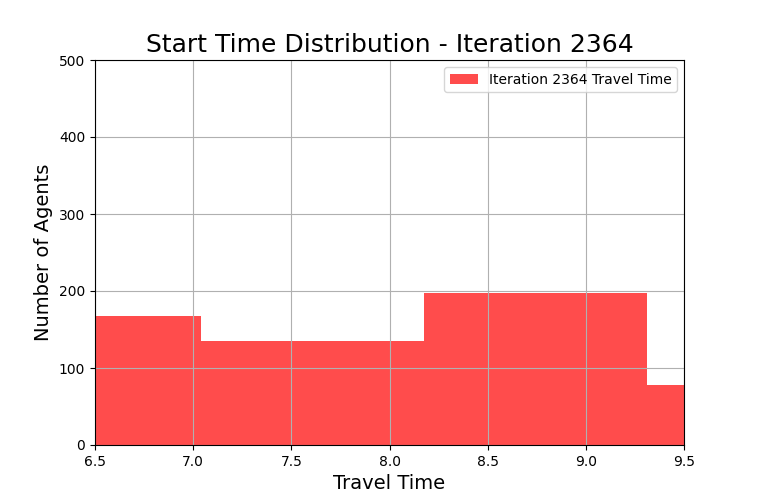 Start Time Distribution - Iteration 2364
Iteration 2364 Travel Time
Number of Agents
500
400
300
200
100
0
6.5 7.0 7.5 8.0 8.5 9.0 9.5
Travel Time